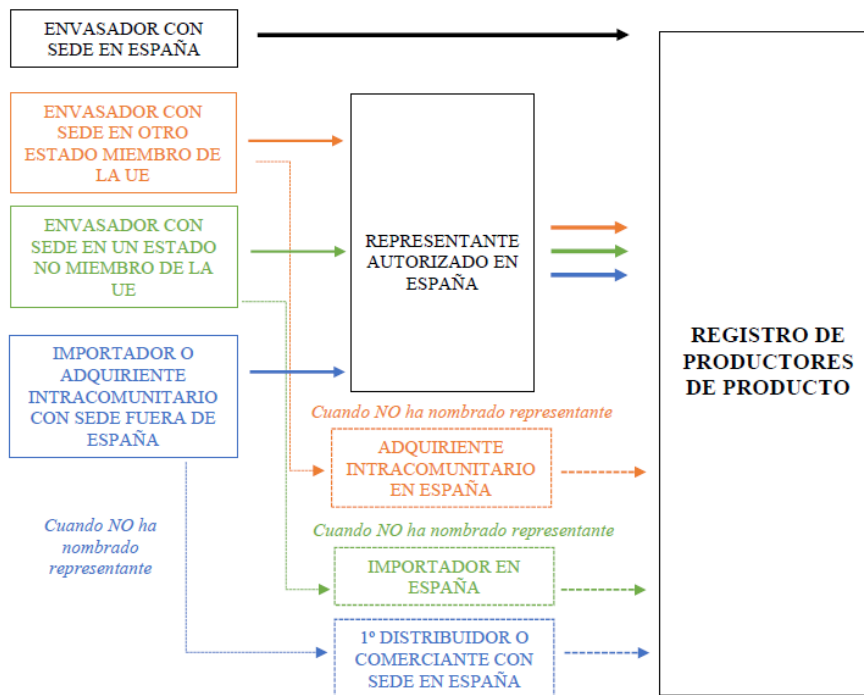 ENVASADOR CON
SEDE EN ESPAÑA
ENVASADOR CON
SEDE EN OTRO
ESTADO MIEMBRO DE
LA UE
ENVASADOR CON
SEDE EN UN ESTADO
NO MIEMBRO DE LA
UE
IMPORTADOR O
ADQUIRIENTE
INTRACOMUNITARIO
CON SEDE FUERA DE
ESPAÑA
Cuando NO ha
nombrado
representante
REPRESENTANTE
AUTORIZADO EN
ESPAÑA
Cuando NO ha nombrado representante
ADQUIRIENTE
INTRACOMUNITARIO
EN ESPAÑA
Cuando NO ha nombrado representante
IMPORTADOR EN
ESPAÑA
1º DISTRIBUIDOR O
COMERCIANTE CON
SEDE EN ESPAÑA
REGISTRO DE
PRODUCTORES
DE PRODUCTO